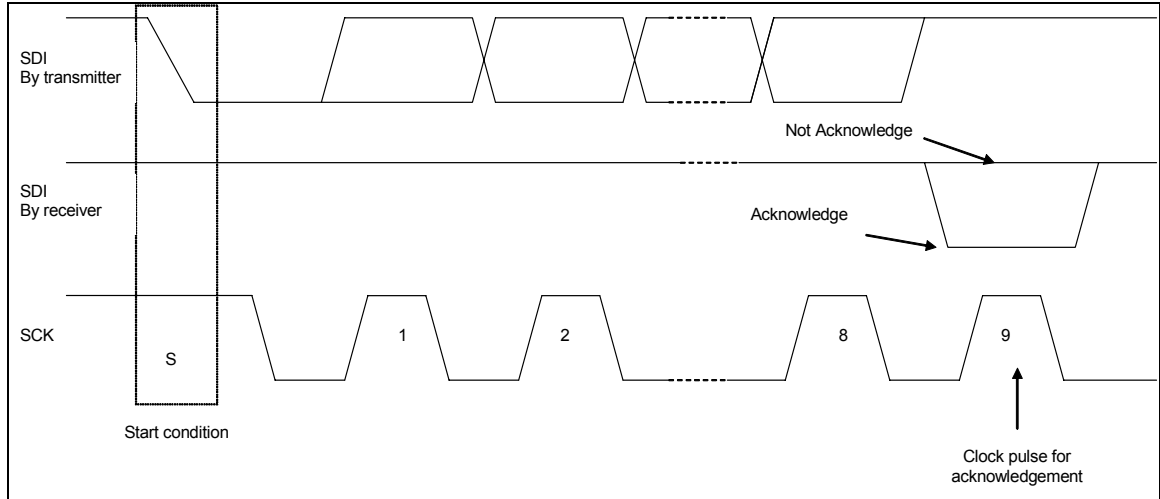 SDI
By transmitter
Not Acknowledge
SDI
By receiver
Acknowledge
SCK
1
2
8
9
S
Start condition
Clock pulse for
acknowledgement